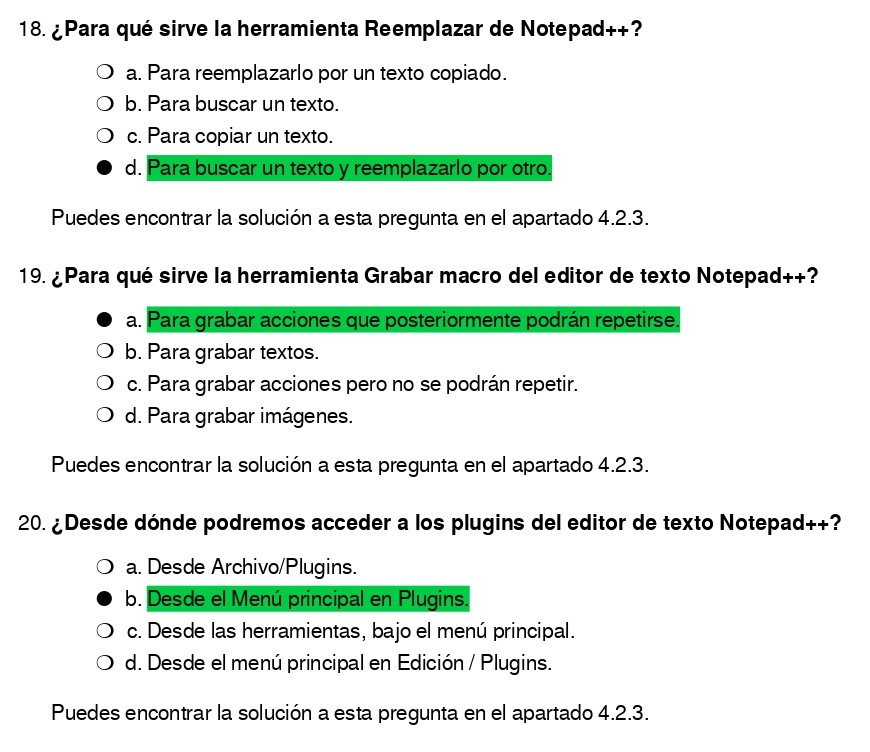 18. ¿Para qué sirve la herramienta Reemplazar de Notepad++?
a. Para reemplazarlo por un texto copiado.
b. Para buscar un texto.
c. Para copiar un texto.
d. Para buscar un texto y reemplazarlo por otro.
Puedes encontrar la solución a esta pregunta en el apartado 4.2.3.
19. ¿Para qué sirve la herramienta Grabar macro del editor de texto Notepad++?
a. Para grabar acciones que posteriormente podrán repetirse.
b. Para grabar textos.
c. Para grabar acciones pero no se podrán repetir.
d. Para grabar imágenes.
Puedes encontrar la solución a esta pregunta en el apartado 4.2.3.
20. ¿Desde dónde podremos acceder a los plugins del editor de texto Notepad++?
a. Desde Archivo/Plugins.
b. Desde el Menú principal en Plugins.
c. Desde las herramientas, bajo el menú principal.
d. Desde el menú principal en Edición / Plugins.
Puedes encontrar la solución a esta pregunta en el apartado 4.2.3.